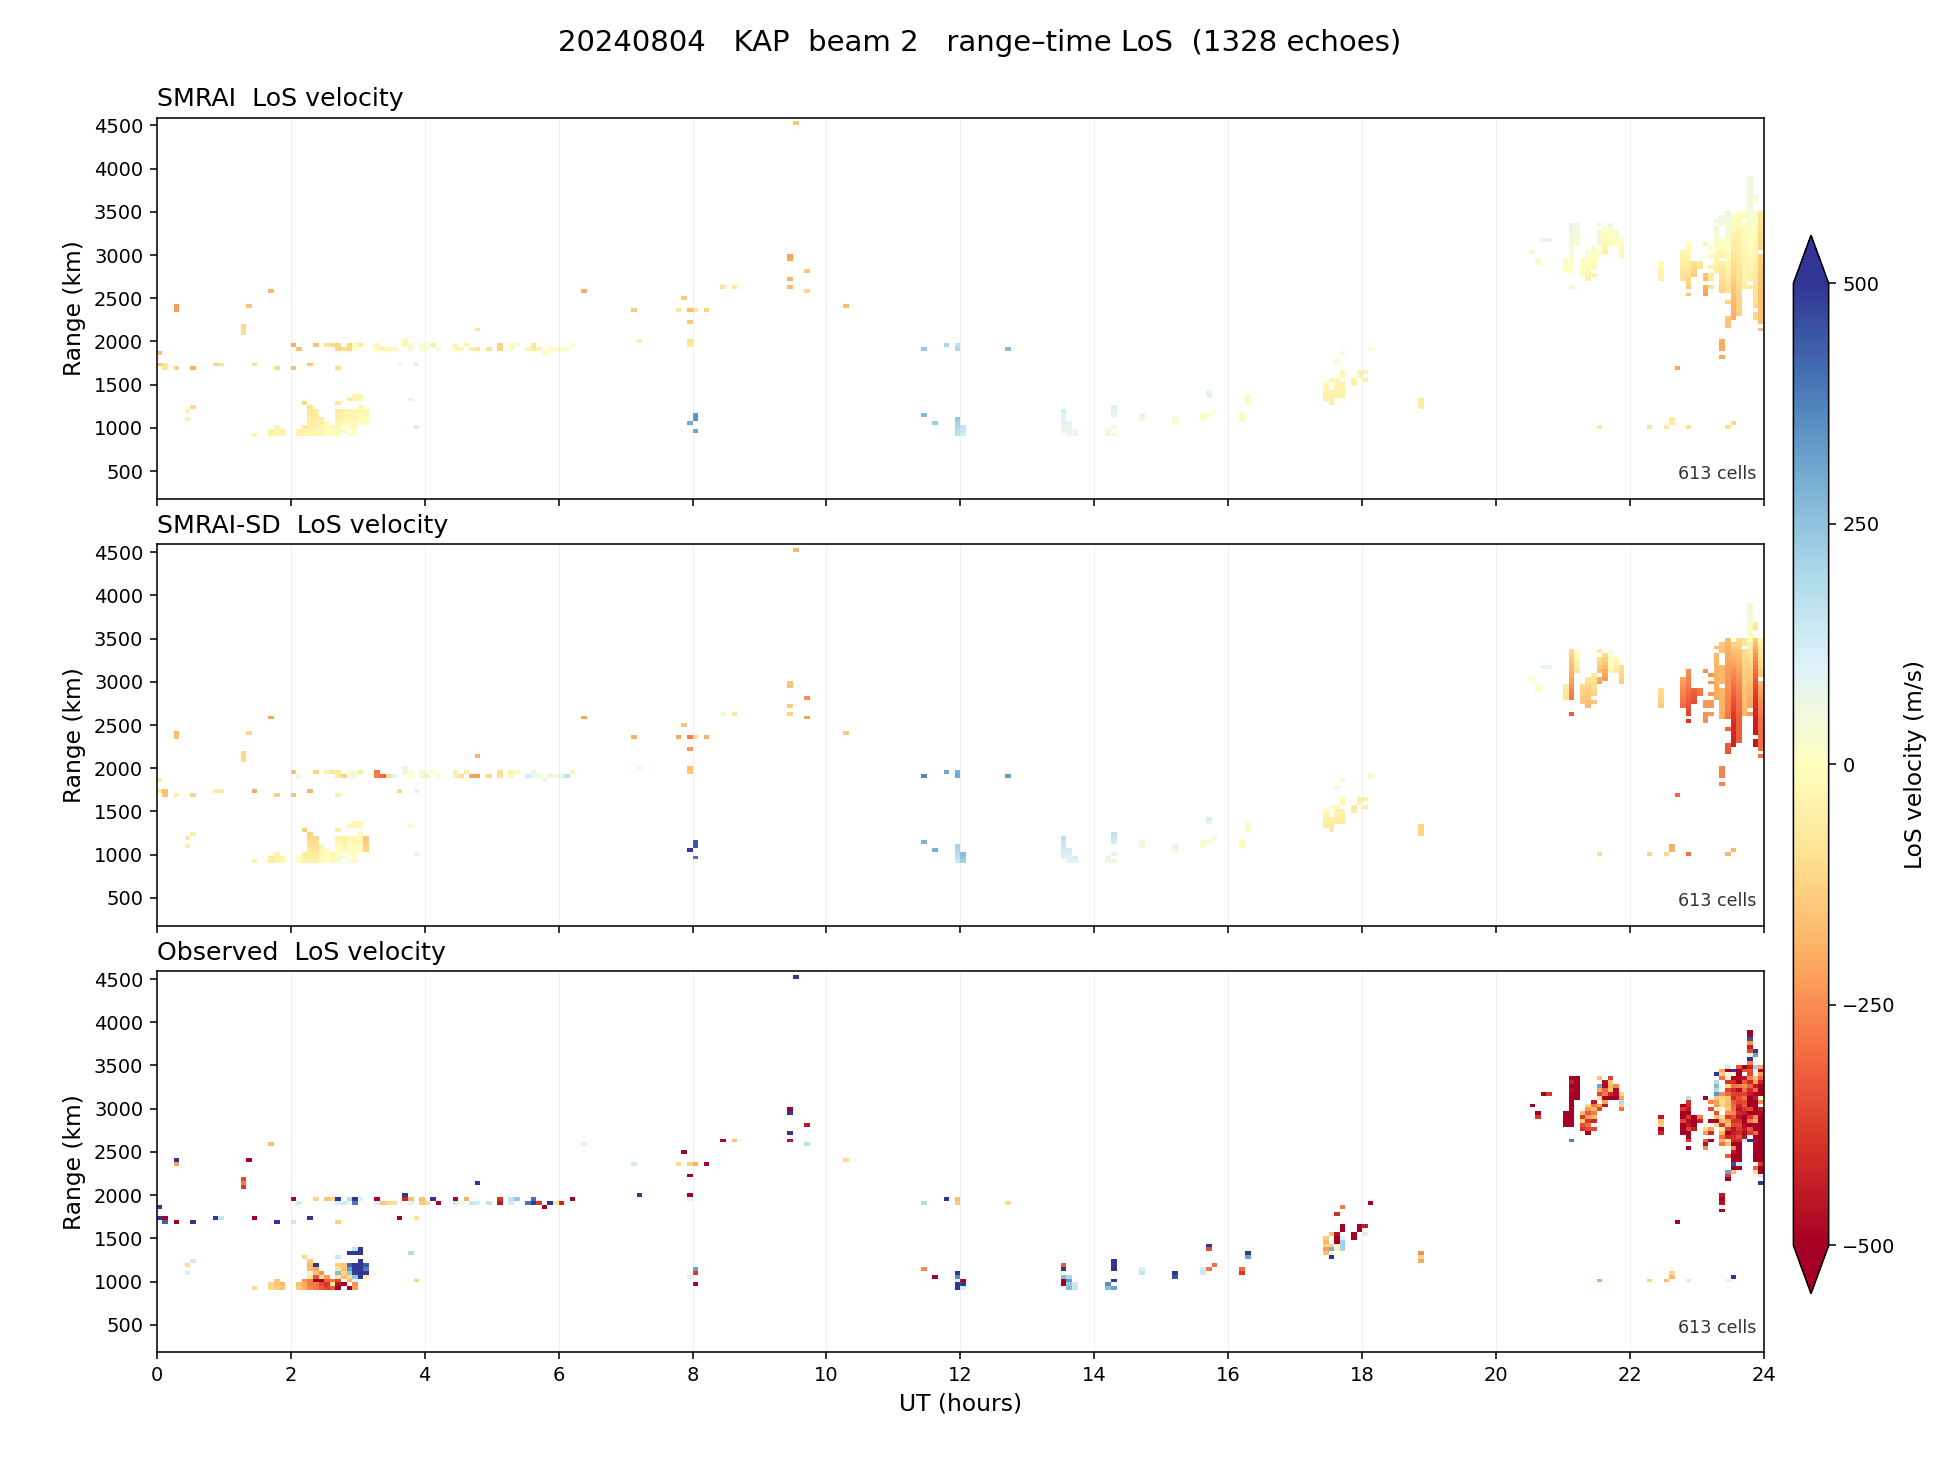 20240804   KAP  beam 2   range–time LoS  (1328 echoes)
SMRAI  LoS velocity
4500
4000
3500
3000
2500
2000
1500
1000
500
Range (km)
613 cells
SMRAI-SD  LoS velocity
4500
4000
3500
3000
2500
2000
1500
1000
500
Range (km)
613 cells
Observed  LoS velocity
4500
4000
3500
3000
2500
2000
1500
1000
500
Range (km)
613 cells
0 2 4 6 8 10 12 14 16 18 20 22 24
UT (hours)
500
250
0
−250
−500
LoS velocity (m/s)